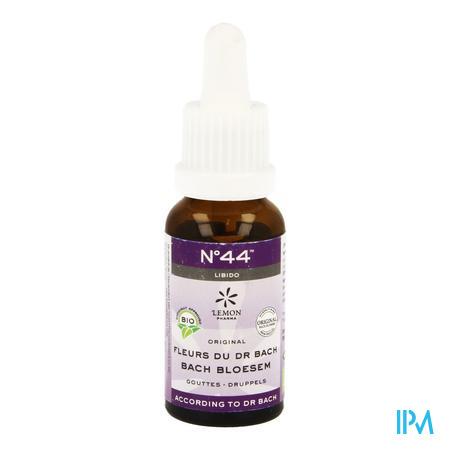 N°44™
LIBIDO
LEMON
PHARMA
BIO
ORIGINAL
ORIGINAL
FLEURS DU DR BACH
BACH BLOESEM
GOUTTES - DRUPPELS
ACCORDING TO DR BACH
IPM